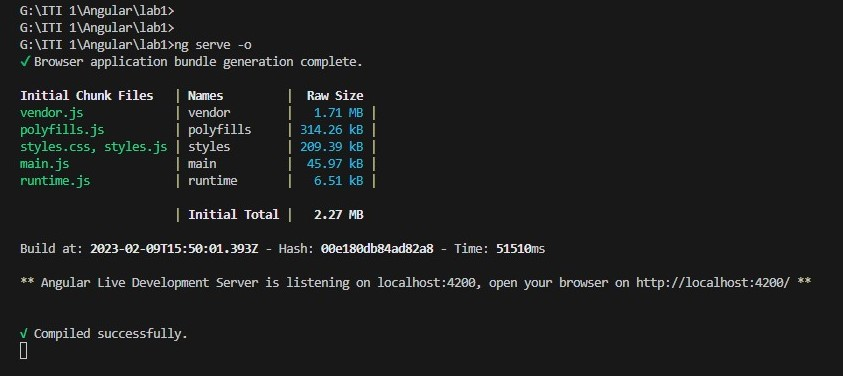 G:\ITI 1\Angular\lab1>
G:\ITI 1\Angular\lab1>
G:\ITI 1\Angular\lab1>ng serve -o
√ Browser application bundle generation complete.
Initial Chunk Files   | Names         |  Raw Size
vendor.js             | vendor        |   1.71 MB |
polyfills.js          | polyfills     | 314.26 kB |
styles.css, styles.js | styles        | 209.39 kB |
main.js               | main          |  45.97 kB |
runtime.js            | runtime       |   6.51 kB |
| Initial Total |   2.27 MB
Build at: 2023-02-09T15:50:01.393Z - Hash: 00e180db84ad82a8 - Time: 51510ms
** Angular Live Development Server is listening on localhost:4200, open your browser on http://localhost:4200/ **
√ Compiled successfully.